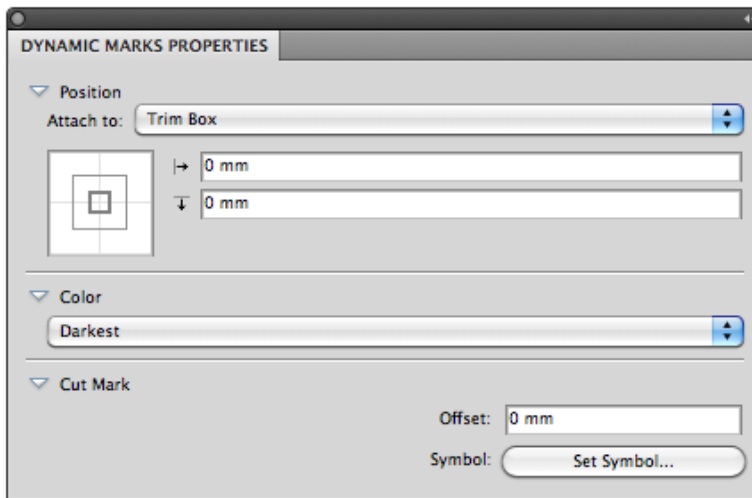 DYNAMIC MARKS PROPERTIES
Position
Attach to: Trim Box
0 mm
0 mm
Color
Darkest
Cut Mark
Offset: 0 mm
Symbol: Set Symbol...